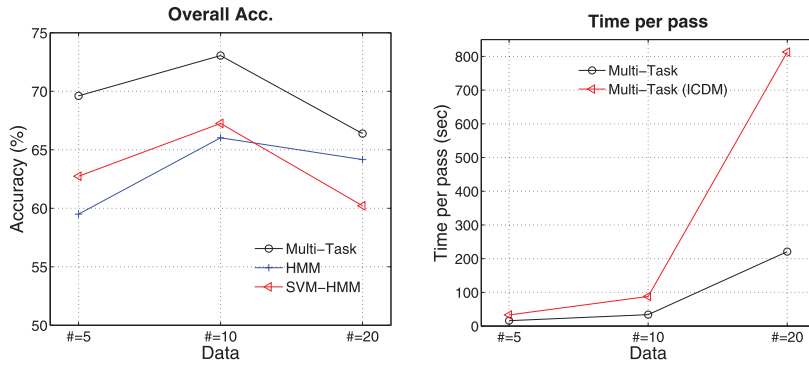 Overall Acc.
75
70
65
60
55
50
Accuracy (%)
Multi−Task
HMM
SVM−HMM
#=5
#=10
#=20
Data
Time per pass
800
700
600
500
400
300
200
100
0
Time per pass (sec)
Multi−Task
Multi−Task (ICDM)
#=5
#=10
#=20
Data